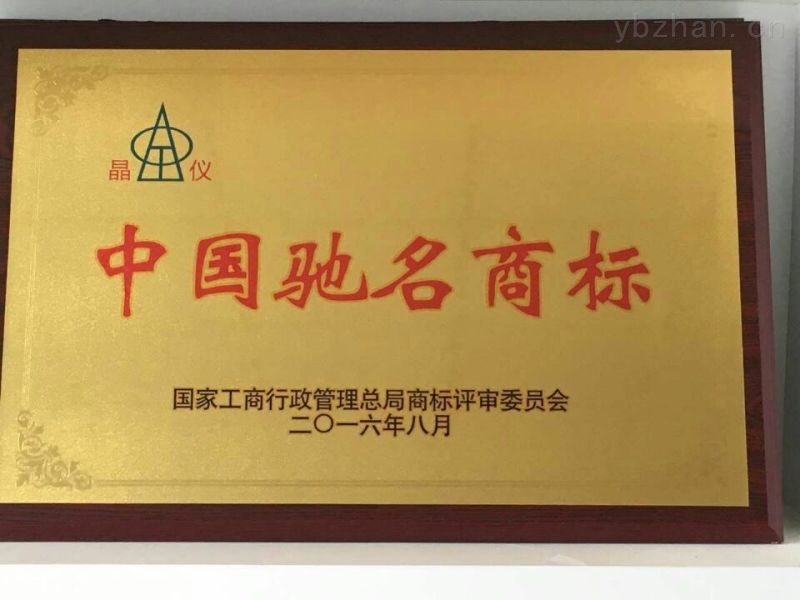 ybzhan.cn
晶仪
中国驰名商标
国家工商行政管理总局商标评审委员会
二〇一六年八月